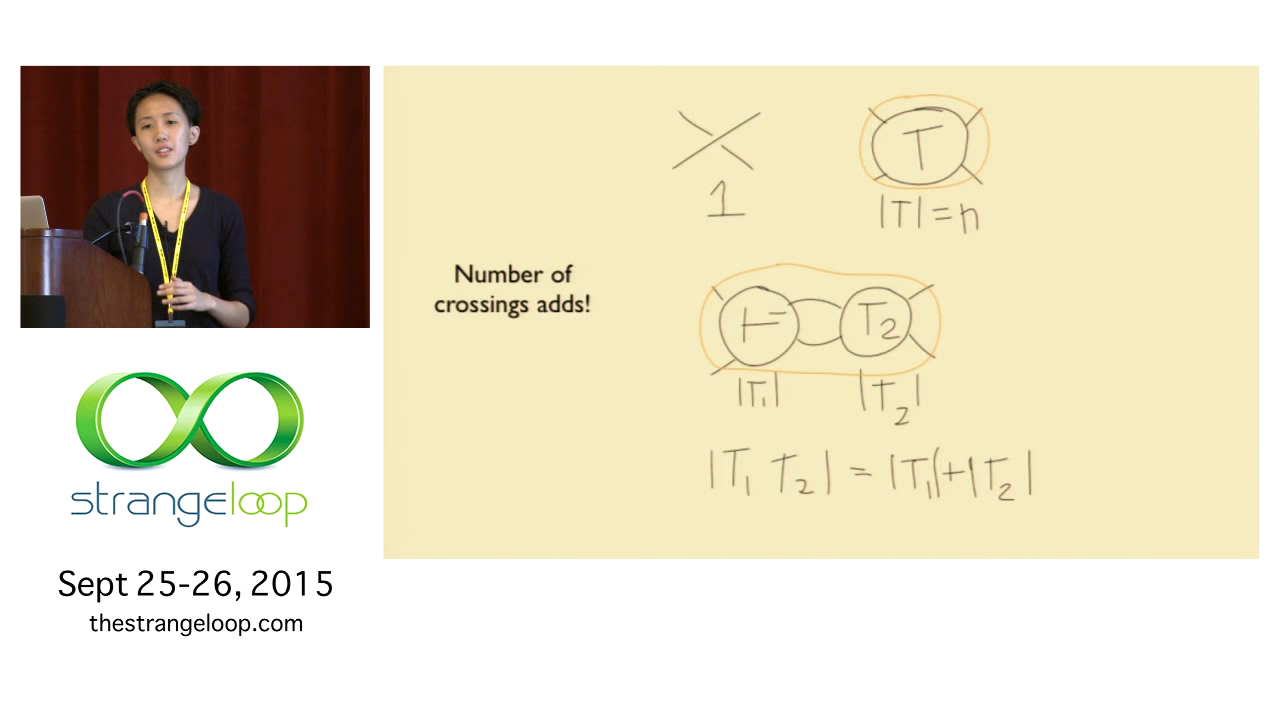 1
T
|T| = n
Number of
crossings adds!
T₂
|T₁| |T₂|
|T₁ T₂| = |T₁| + |T₂|
strangeloop
Sept 25-26, 2015
thestrangeloop.com